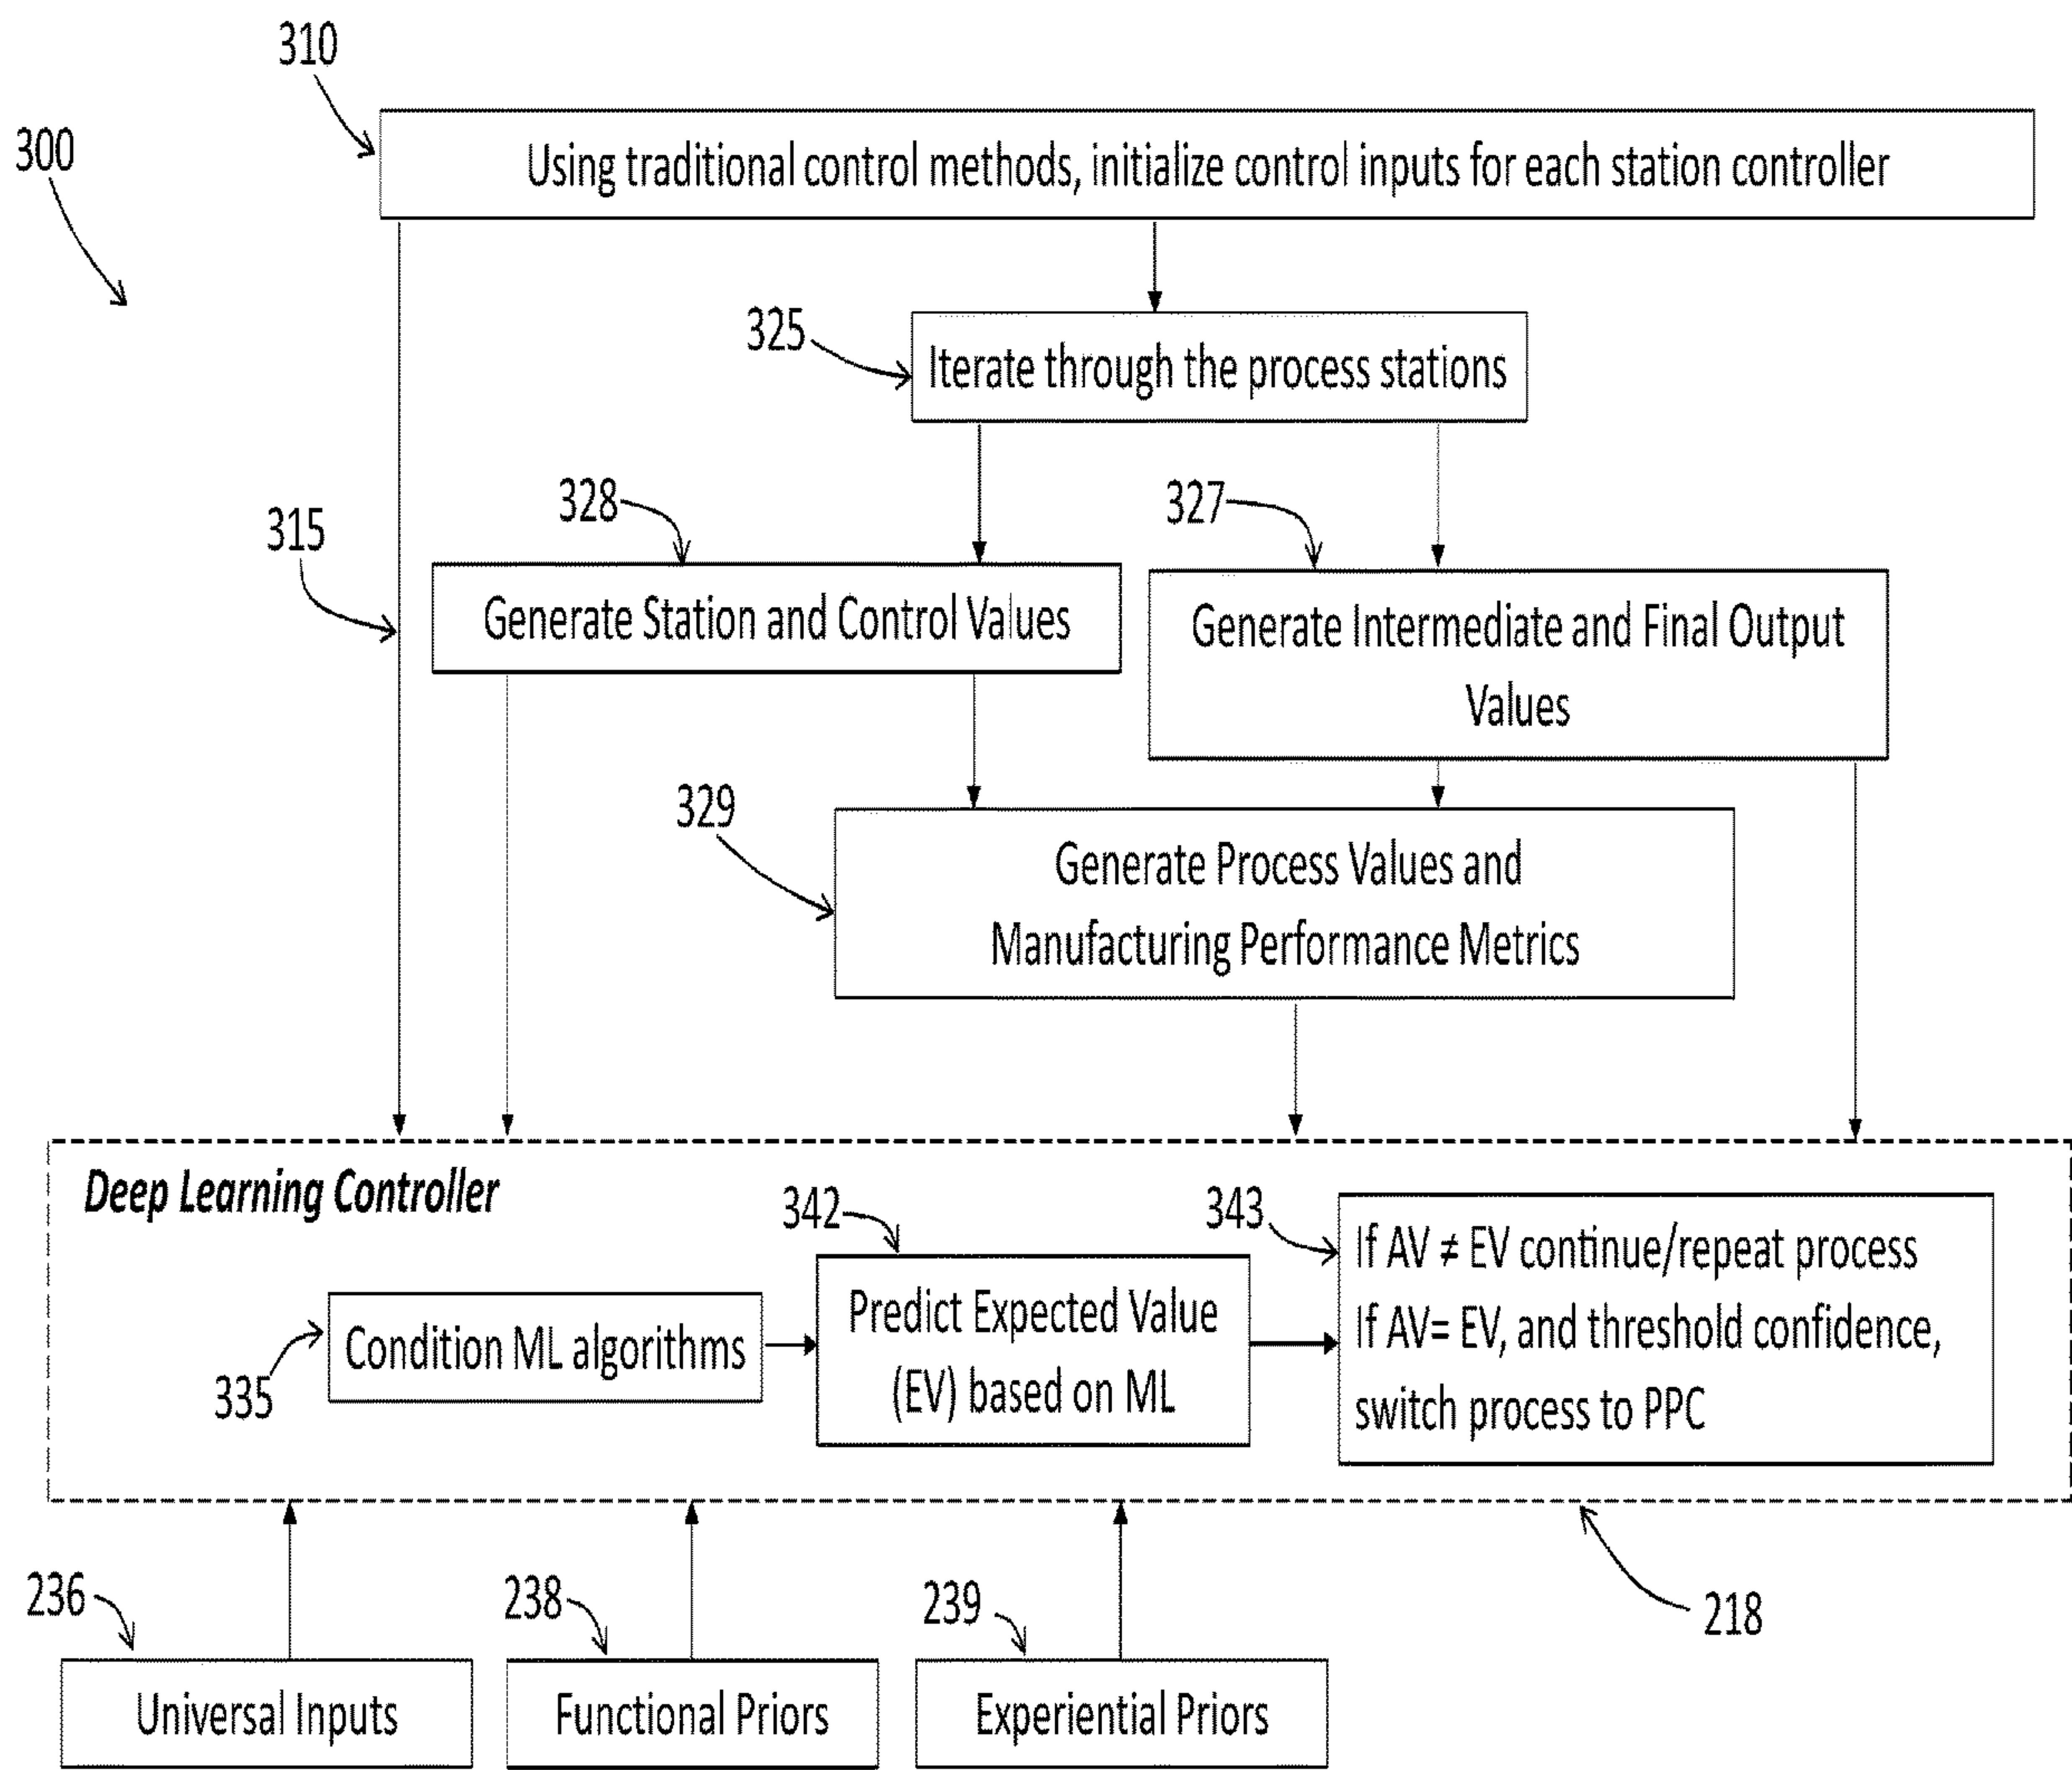 310
300
Using traditional control methods, initialize control inputs for each station controller
325
Iterate through the process stations
315
328
327
Generate Station and Control Values
Generate Intermediate and Final Output
Values
329
Generate Process Values and
Manufacturing Performance Metrics
Deep Learning Controller
342
343
335
Condition ML algorithms
Predict Expected Value
(EV) based on ML
If AV ≠ EV continue/repeat process
If AV= EV, and threshold confidence,
switch process to PPC
236
238
239
218
Universal Inputs
Functional Priors
Experiential Priors